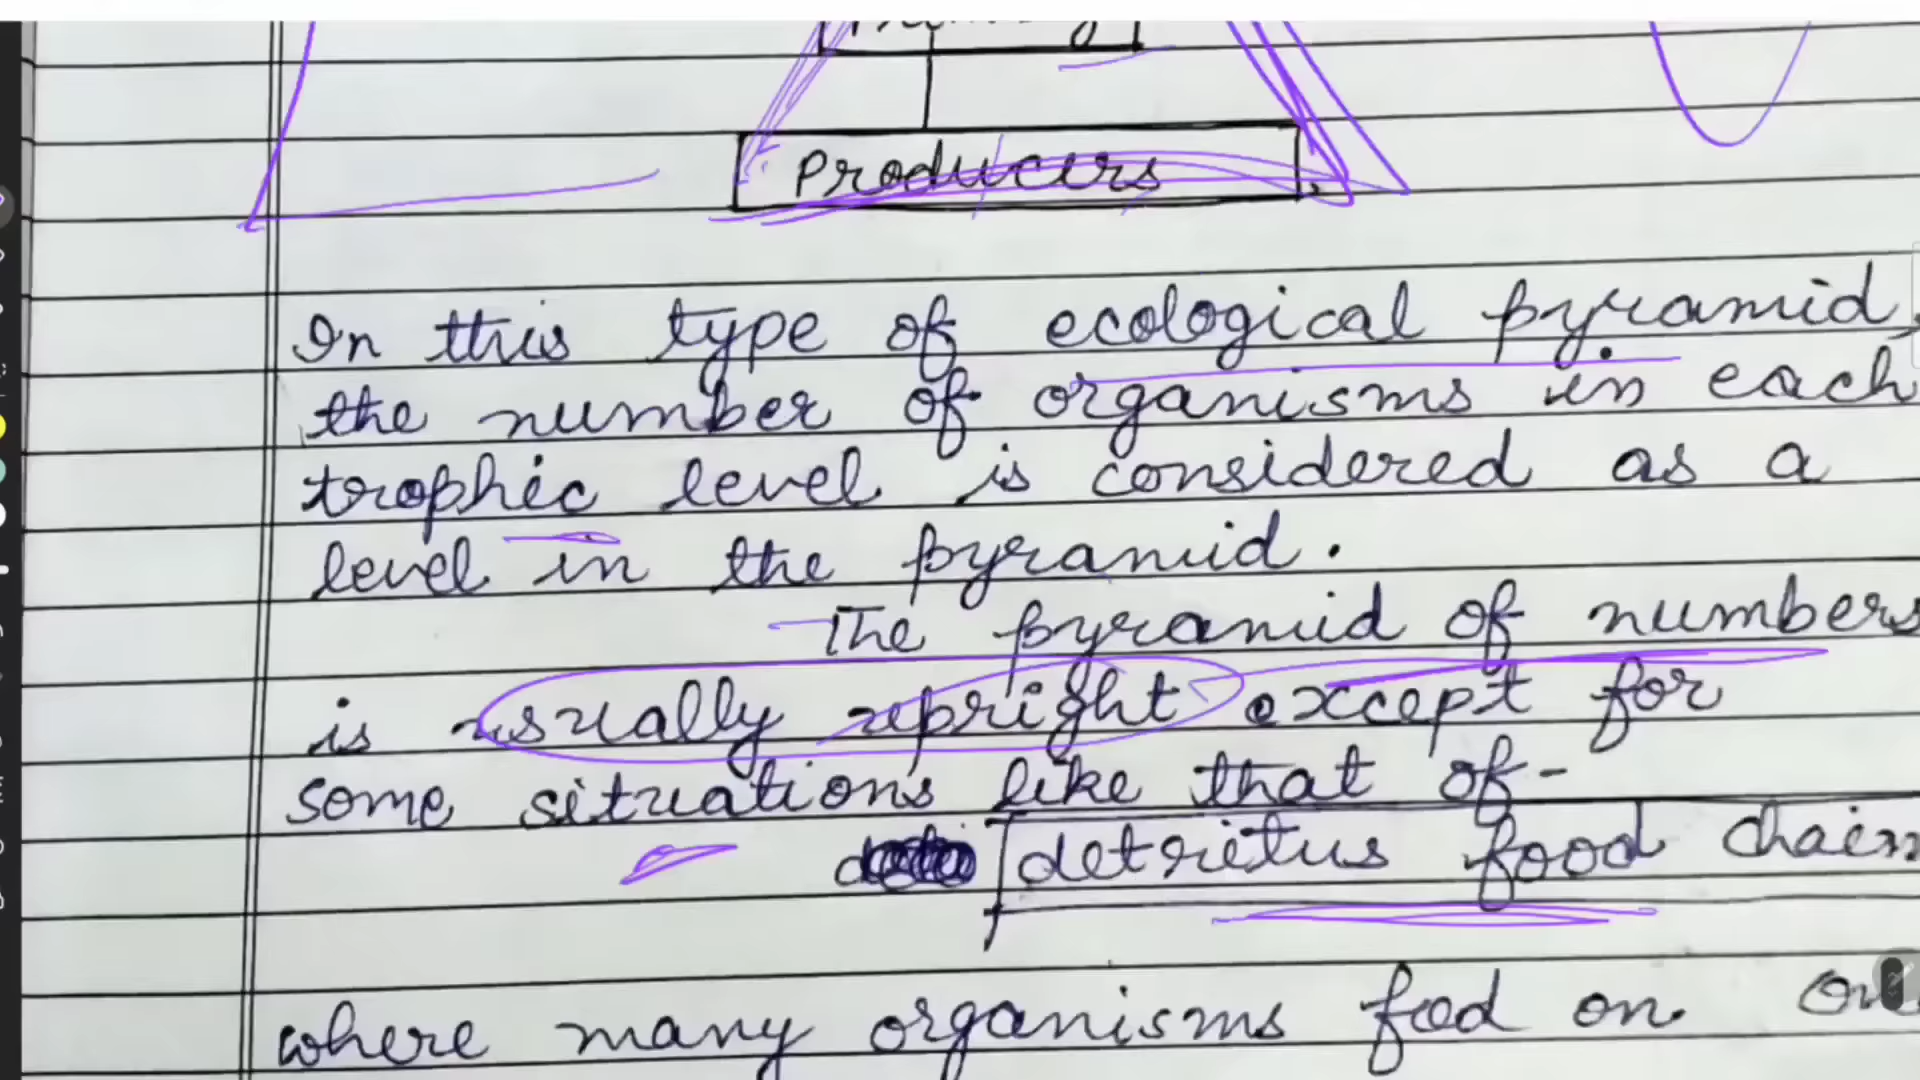 Producers
In this type of ecological pyramid,
the number of organisms in each
trophic level is considered as a
level in the pyramid.
The pyramid of numbers
is usually upright except for
some situations like that of-
detritus food chain
where many organisms feed on